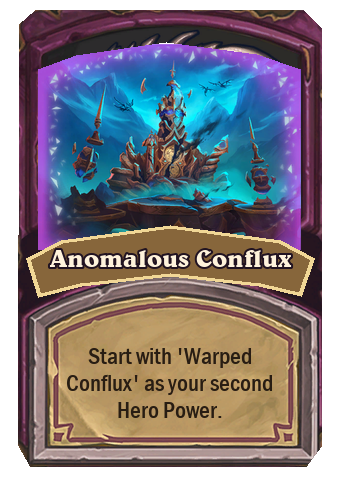 Anomalous Conflux
Start with 'Warped
Conflux' as your second
Hero Power.